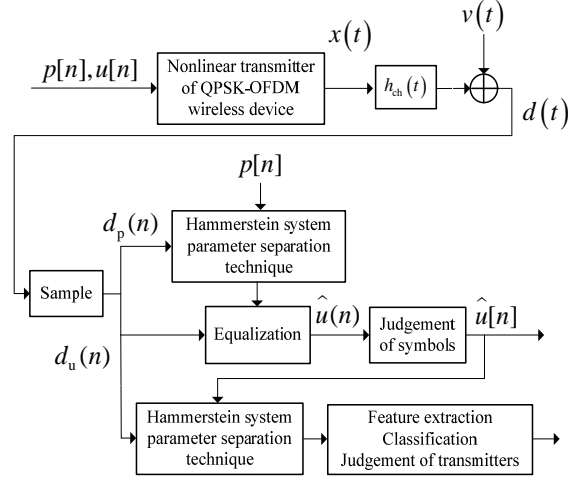 p[n], u[n]
Nonlinear transmitter
of QPSK-OFDM
wireless device
x(t)
h_ch(t)
v(t)
d(t)
p[n]
Hammerstein system
parameter separation
technique
d_p(n)
Sample
d_u(n)
Equalization
û(n)
Judgement
of symbols
û[n]
Hammerstein system
parameter separation
technique
Feature extraction
Classification
Judgement of transmitters